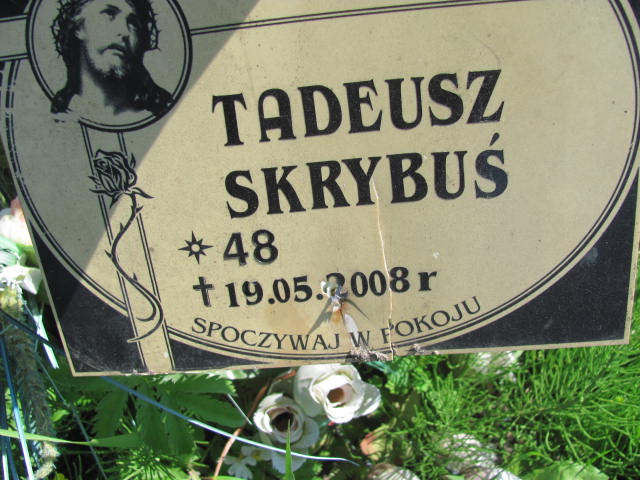 TADEUSZ
SKRYBUŚ
48
19.05.2008 r
SPOCZYWAJ W POKOJU